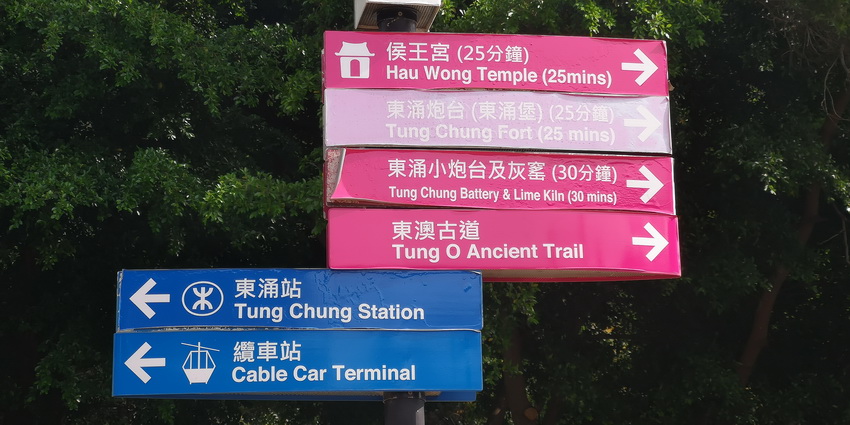 侯王宮 (25分鐘)
Hau Wong Temple (25mins)
東涌炮台 (東涌堡) (25分鐘)
Tung Chung Fort (25 mins)
東涌小炮台及灰窰 (30分鐘)
Tung Chung Battery & Lime Kiln (30 mins)
東澳古道
Tung O Ancient Trail
東涌站
Tung Chung Station
纜車站
Cable Car Terminal